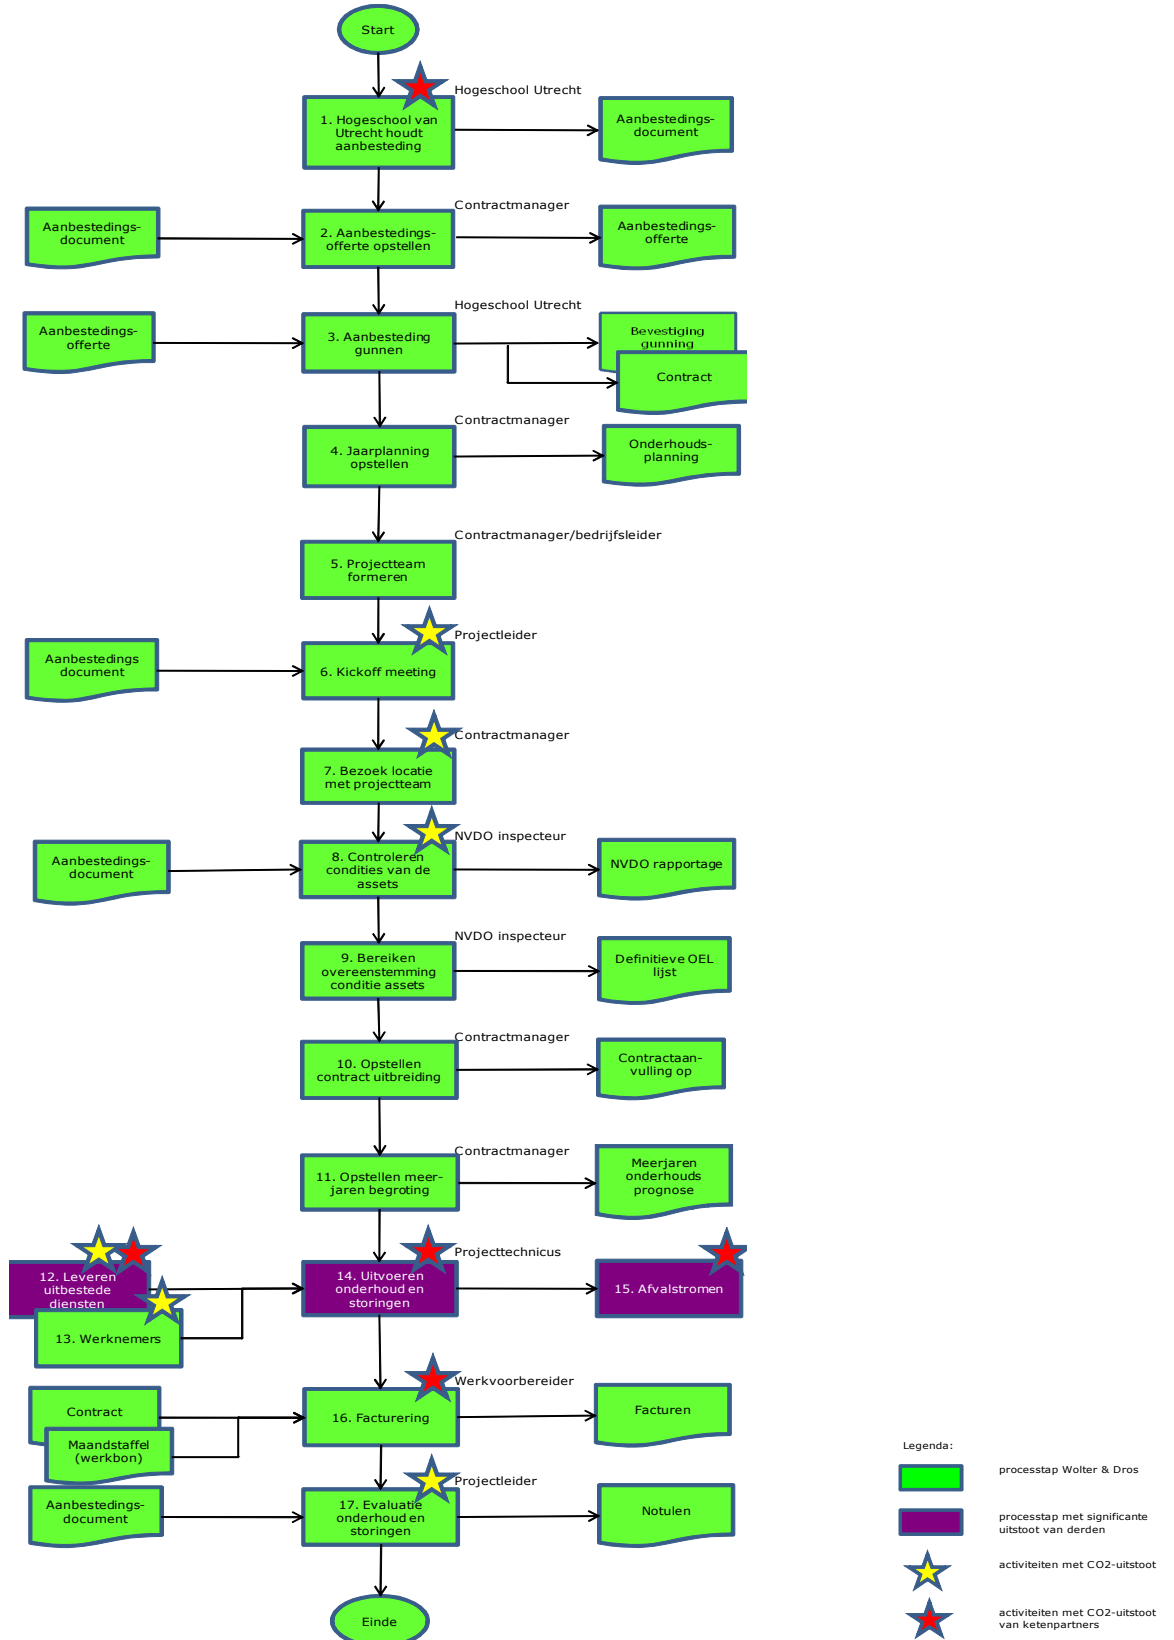 Start
Hogeschool Utrecht
1. Hogeschool van
Utrecht houdt
aanbesteding
Aanbestedings-
document
Contractmanager
Aanbestedings-
document
2. Aanbestedings-
offerte opstellen
Aanbestedings-
offerte
Hogeschool Utrecht
Aanbestedings-
offerte
3. Aanbesteding
gunnen
Bevestiging
gunning
Contract
Contractmanager
4. Jaarplanning
opstellen
Onderhouds-
planning
Contractmanager/bedrijfsleider
5. Projectteam
formeren
Projectleider
Aanbestedings
document
6. Kickoff meeting
Contractmanager
7. Bezoek locatie
met projectteam
NVDO inspecteur
Aanbestedings-
document
8. Controleren
condities van de
assets
NVDO rapportage
NVDO inspecteur
9. Bereiken
overeenstemming
conditie assets
Definitieve OEL
lijst
Contractmanager
10. Opstellen
contract uitbreiding
Contractaan-
vulling op
Contractmanager
11. Opstellen meer-
jaren begroting
Meerjaren
onderhouds
prognose
Projecttechnicus
12. Leveren
uitbestede
diensten
13. Werknemers
14. Uitvoeren
onderhoud en
storingen
15. Afvalstromen
Werkvoorbereider
Contract
Maandstaffel
(werkbon)
16. Facturering
Facturen
Projectleider
Aanbestedings-
document
17. Evaluatie
onderhoud en
storingen
Notulen
Einde
Legenda:
processtap Wolter & Dros
processtap met significante
uitstoot van derden
activiteiten met CO2-uitstoot
activiteiten met CO2-uitstoot
van ketenpartners